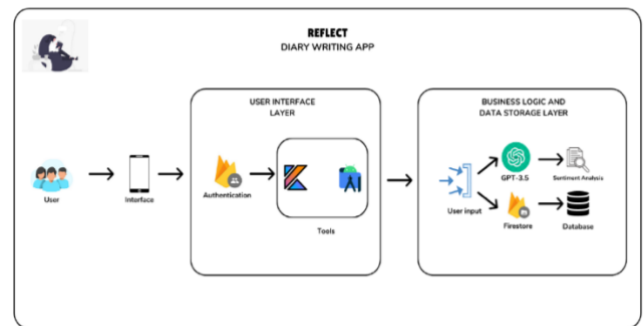 REFLECT
DIARY WRITING APP
USER INTERFACE
LAYER
BUSINESS LOGIC AND
DATA STORAGE LAYER
User
Interface
Authentication
Tools
User input
GPT-3.5
Sentiment Analysis
Firestore
Database